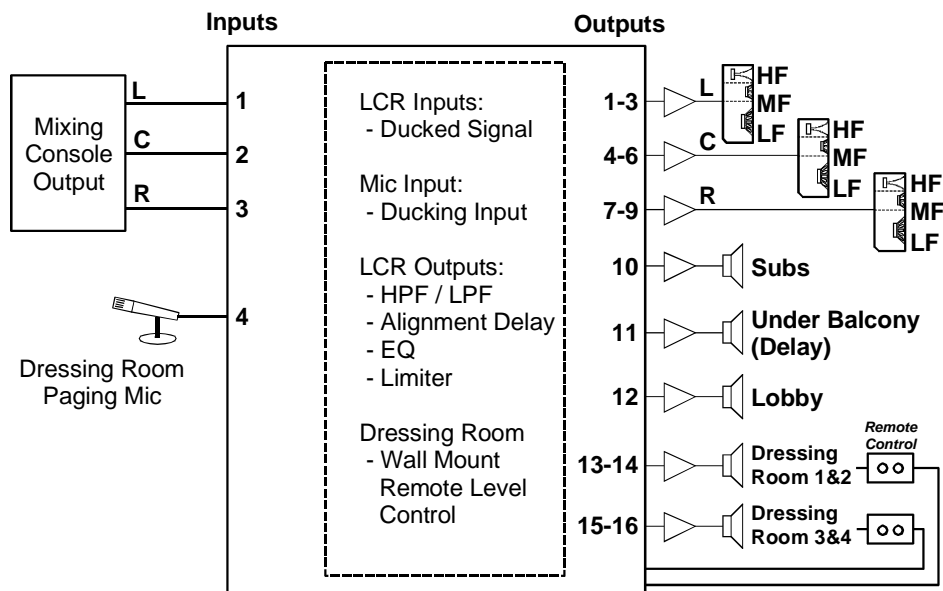 Inputs
Outputs
Mixing
Console
Output
L
C
R
1
2
3
4
Dressing Room
Paging Mic
LCR Inputs:
- Ducked Signal
Mic Input:
- Ducking Input
LCR Outputs:
- HPF / LPF
- Alignment Delay
- EQ
- Limiter
Dressing Room
- Wall Mount
Remote Level
Control
1-3
L
HF
MF
LF
4-6
C
HF
MF
LF
7-9
R
HF
MF
LF
10
Subs
11
Under Balcony
(Delay)
12
Lobby
13-14
Dressing
Room 1&2
Remote
Control
15-16
Dressing
Room 3&4